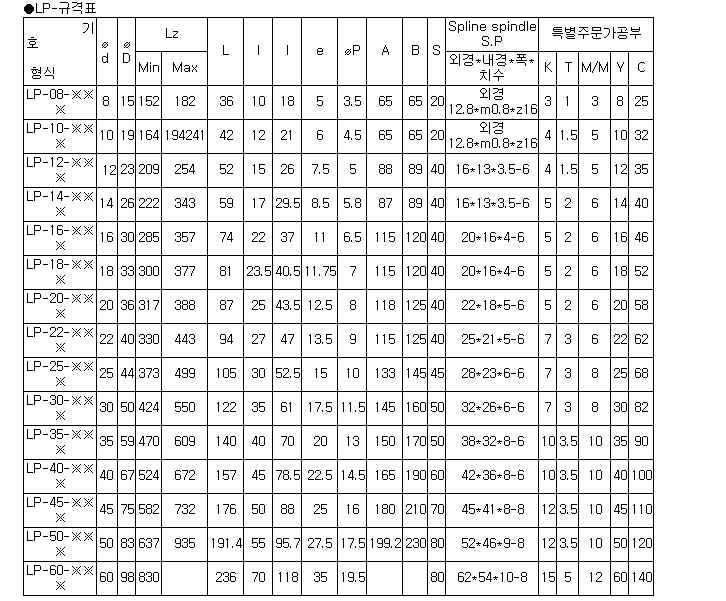 ●LP-규격표
기 호 형식 ø d ø D Lz L l l e øP A B S Spline spindle S.P 특별주문가공부
Min Max 외경*내경*폭*치수 K T M/M Y C
LP-08-※※※ 8 15 152 182 36 10 18 5 3.5 65 65 20 외경 12.8*m0.8*z16 3 1 3 8 25
LP-10-※※※ 10 19 164 194241 42 12 21 6 4.5 65 65 20 외경 12.8*m0.8*z16 4 1.5 5 10 32
LP-12-※※※ 12 23 209 254 52 15 26 7.5 5 88 89 40 16*13*3.5-6 4 1.5 5 12 35
LP-14-※※※ 14 26 222 343 59 17 29.5 8.5 5.8 87 89 40 16*13*3.5-6 5 2 6 14 40
LP-16-※※※ 16 30 285 357 74 22 37 11 6.5 115 120 40 20*16*4-6 5 2 6 16 46
LP-18-※※※ 18 33 300 377 81 23.5 40.5 11.75 7 115 120 40 20*16*4-6 5 2 6 18 52
LP-20-※※※ 20 36 317 388 87 25 43.5 12.5 8 118 125 40 22*18*5-6 5 2 6 20 58
LP-22-※※※ 22 40 330 443 94 27 47 13.5 9 115 125 40 25*21*5-6 7 3 6 22 62
LP-25-※※※ 25 44 373 499 105 30 52.5 15 10 133 145 45 28*23*6-6 7 3 8 25 68
LP-30-※※※ 30 50 424 550 122 35 61 17.5 11.5 145 160 50 32*26*6-6 7 3 8 30 82
LP-35-※※※ 35 59 470 609 140 40 70 20 13 150 170 50 38*32*8-6 10 3.5 10 35 90
LP-40-※※※ 40 67 524 672 157 45 78.5 22.5 14.5 165 190 60 42*36*8-6 10 3.5 10 40 100
LP-45-※※※ 45 75 582 732 176 50 88 25 16 180 210 70 45*41*8-8 12 3.5 10 45 110
LP-50-※※※ 50 83 637 935 191.4 55 95.7 27.5 17.5 199.2 230 80 52*46*9-8 12 3.5 10 50 120
LP-60-※※※ 60 98 830 236 70 118 35 19.5 80 62*54*10-8 15 5 12 60 140